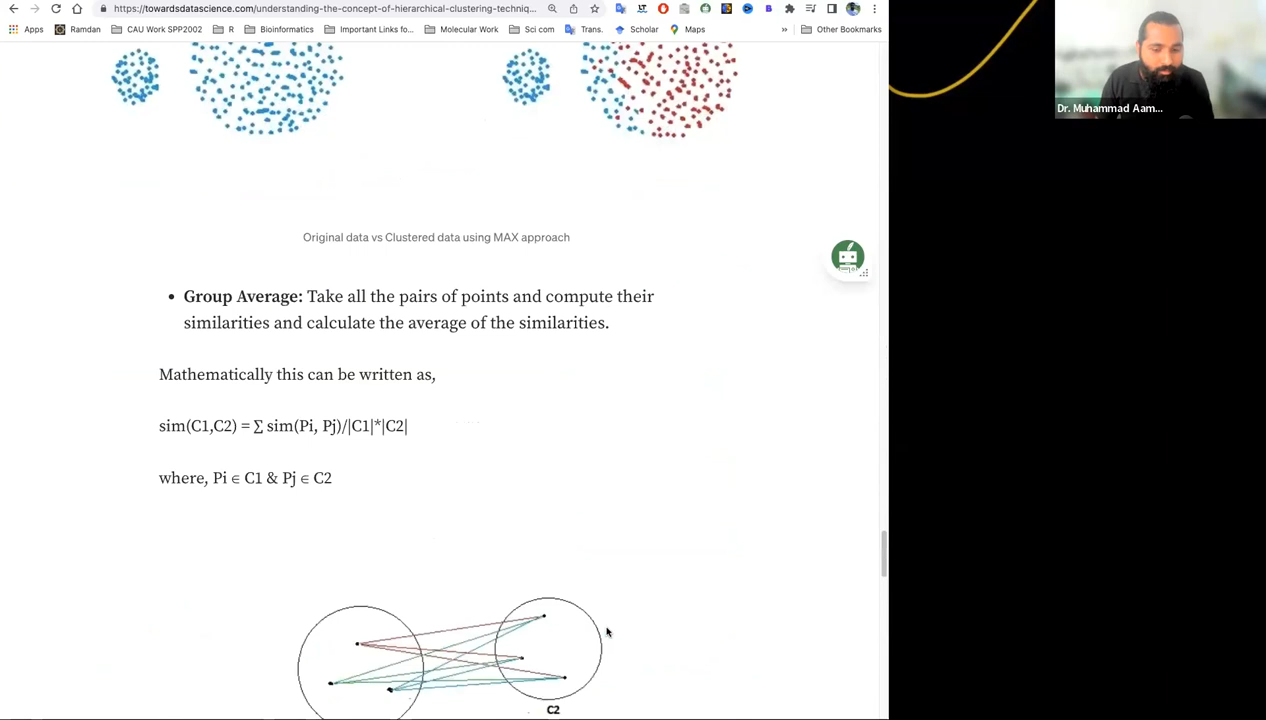 https://towardsdatascience.com/understanding-the-concept-of-hierarchical-clustering-techniq...
Apps Ramdan CAU Work SPP2002 R Bioinformatics Important Links fo... Molecular Work Sci com Trans. Scholar Maps » Other Bookmarks
Dr. Muhammad Aam...
Original data vs Clustered data using MAX approach
• Group Average: Take all the pairs of points and compute their
similarities and calculate the average of the similarities.
Mathematically this can be written as,
sim(C1,C2) = ∑ sim(Pi, Pj)/|C1|*|C2|
where, Pi ∈ C1 & Pj ∈ C2
C2